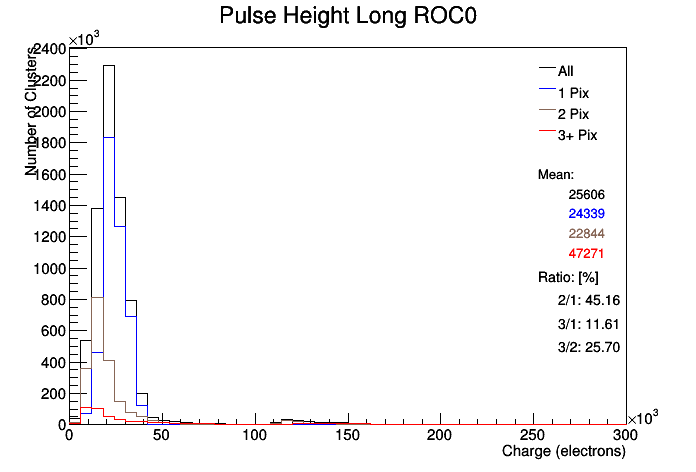 Pulse Height Long ROC0
×10³
Number of Clusters
2400
2200
2000
1800
1600
1400
1200
1000
800
600
400
200
0
All
1 Pix
2 Pix
3+ Pix
Mean:
25606
24339
22844
47271
Ratio: [%]
2/1: 45.16
3/1: 11.61
3/2: 25.70
0 50 100 150 200 250 300
×10³
Charge (electrons)